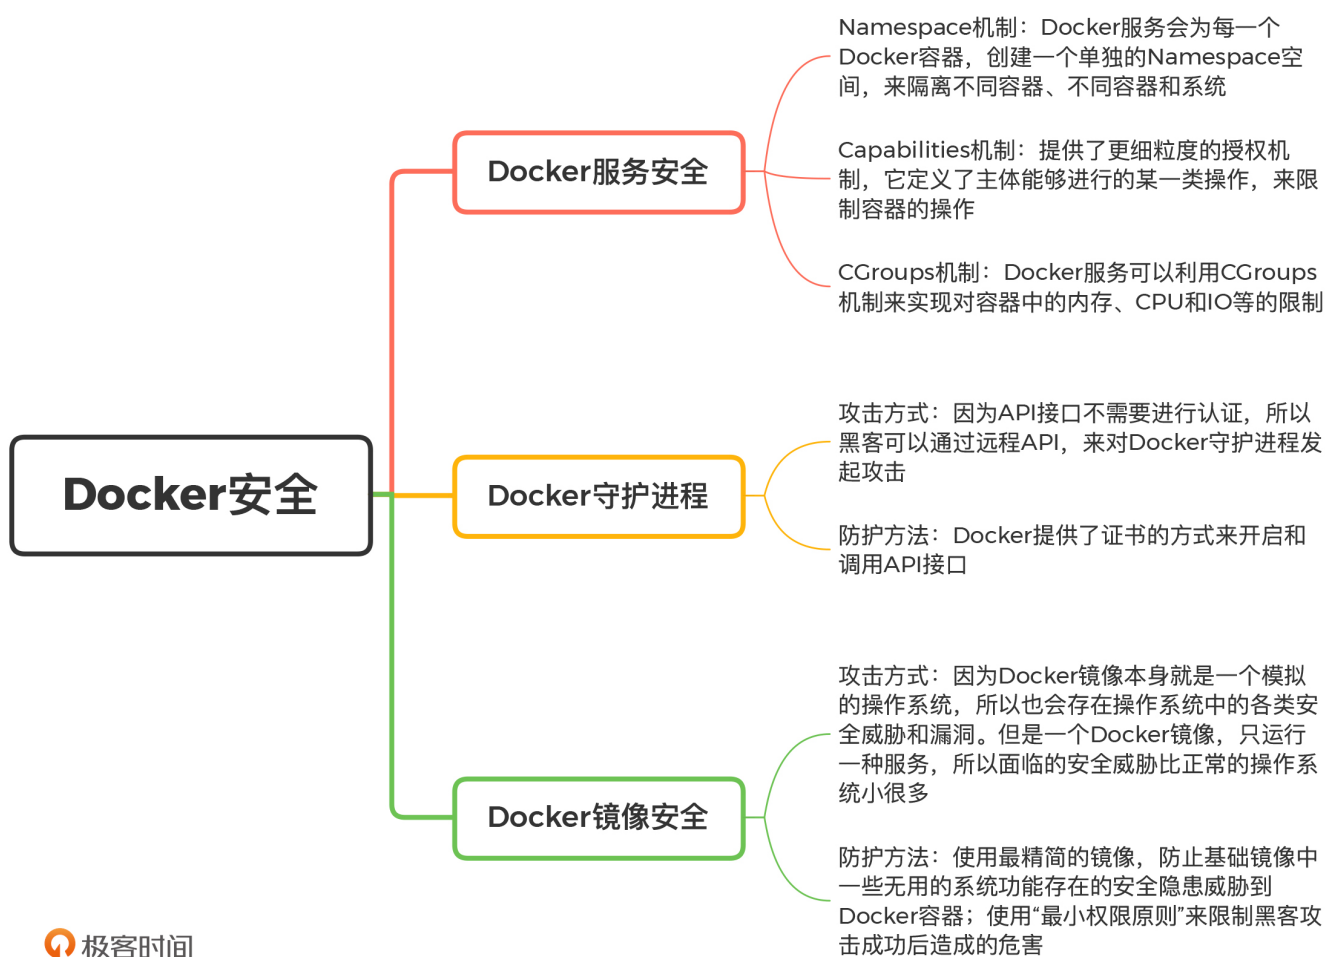 Namespace机制：Docker服务会为每一个
Docker容器，创建一个单独的Namespace空
间，来隔离不同容器、不同容器和系统
Docker服务安全
Capabilities机制：提供了更细粒度的授权机
制，它定义了主体能够进行的某一类操作，来限
制容器的操作
CGroups机制：Docker服务可以利用CGroups
机制来实现对容器中的内存、CPU和IO等的限制
Docker安全
Docker守护进程
攻击方式：因为API接口不需要进行认证，所以
黑客可以通过远程API，来对Docker守护进程发
起攻击
防护方法：Docker提供了证书的方式来开启和
调用API接口
Docker镜像安全
攻击方式：因为Docker镜像本身就是一个模拟
的操作系统，所以也会存在操作系统中的各类安
全威胁和漏洞。但是一个Docker镜像，只运行
一种服务，所以面临的安全威胁比正常的操作系
统小很多
防护方法：使用最精简的镜像，防止基础镜像中
一些无用的系统功能存在的安全隐患威胁到
Docker容器；使用“最小权限原则”来限制黑客攻
击成功后造成的危害
极客时间